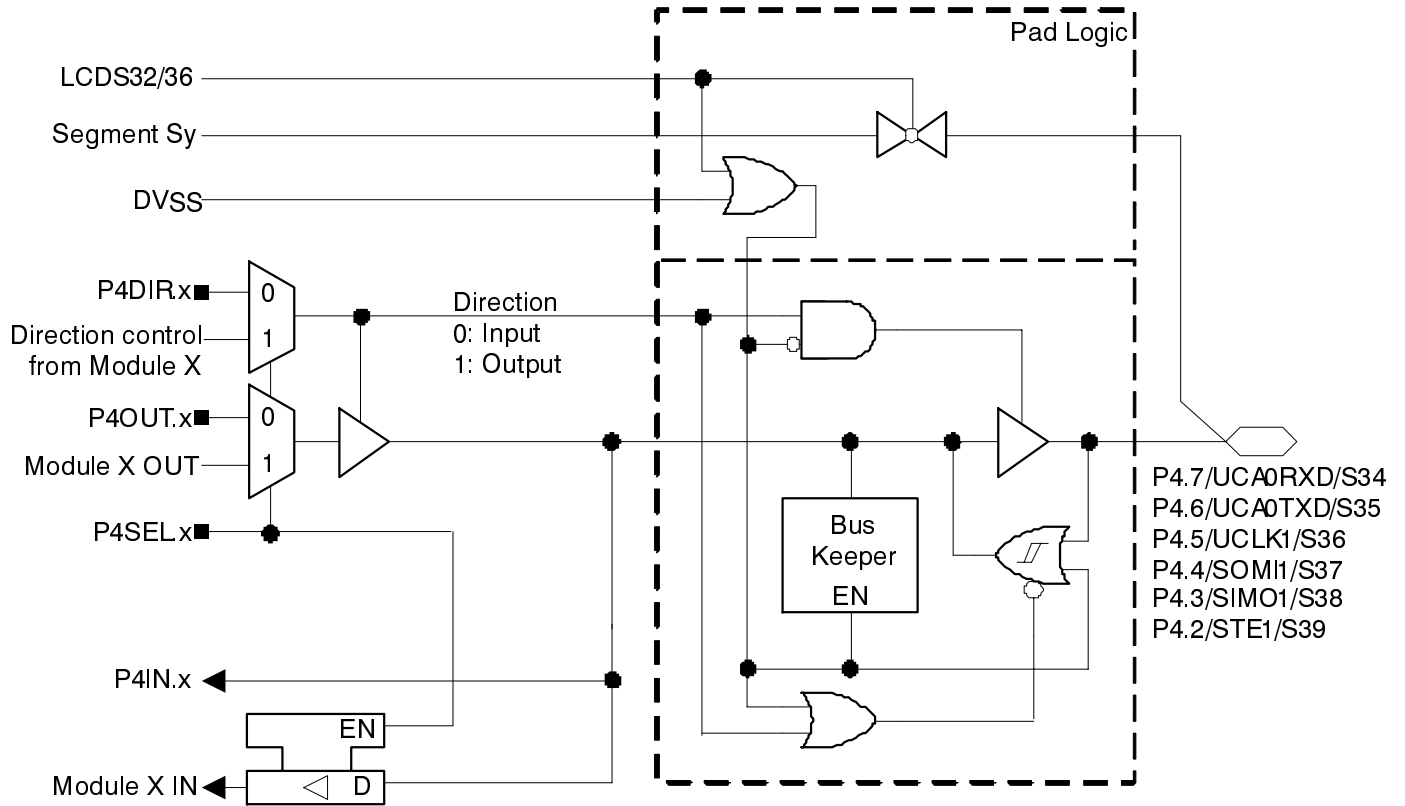 Pad Logic
LCDS32/36
Segment Sy
DVSS
P4DIR.x
0
Direction control
from Module X
1
Direction
0: Input
1: Output
P4OUT.x
0
Module X OUT
1
P4SEL.x
Bus
Keeper
EN
P4.7/UCA0RXD/S34
P4.6/UCA0TXD/S35
P4.5/UCLK1/S36
P4.4/SOMI1/S37
P4.3/SIMO1/S38
P4.2/STE1/S39
P4IN.x
EN
Module X IN
D